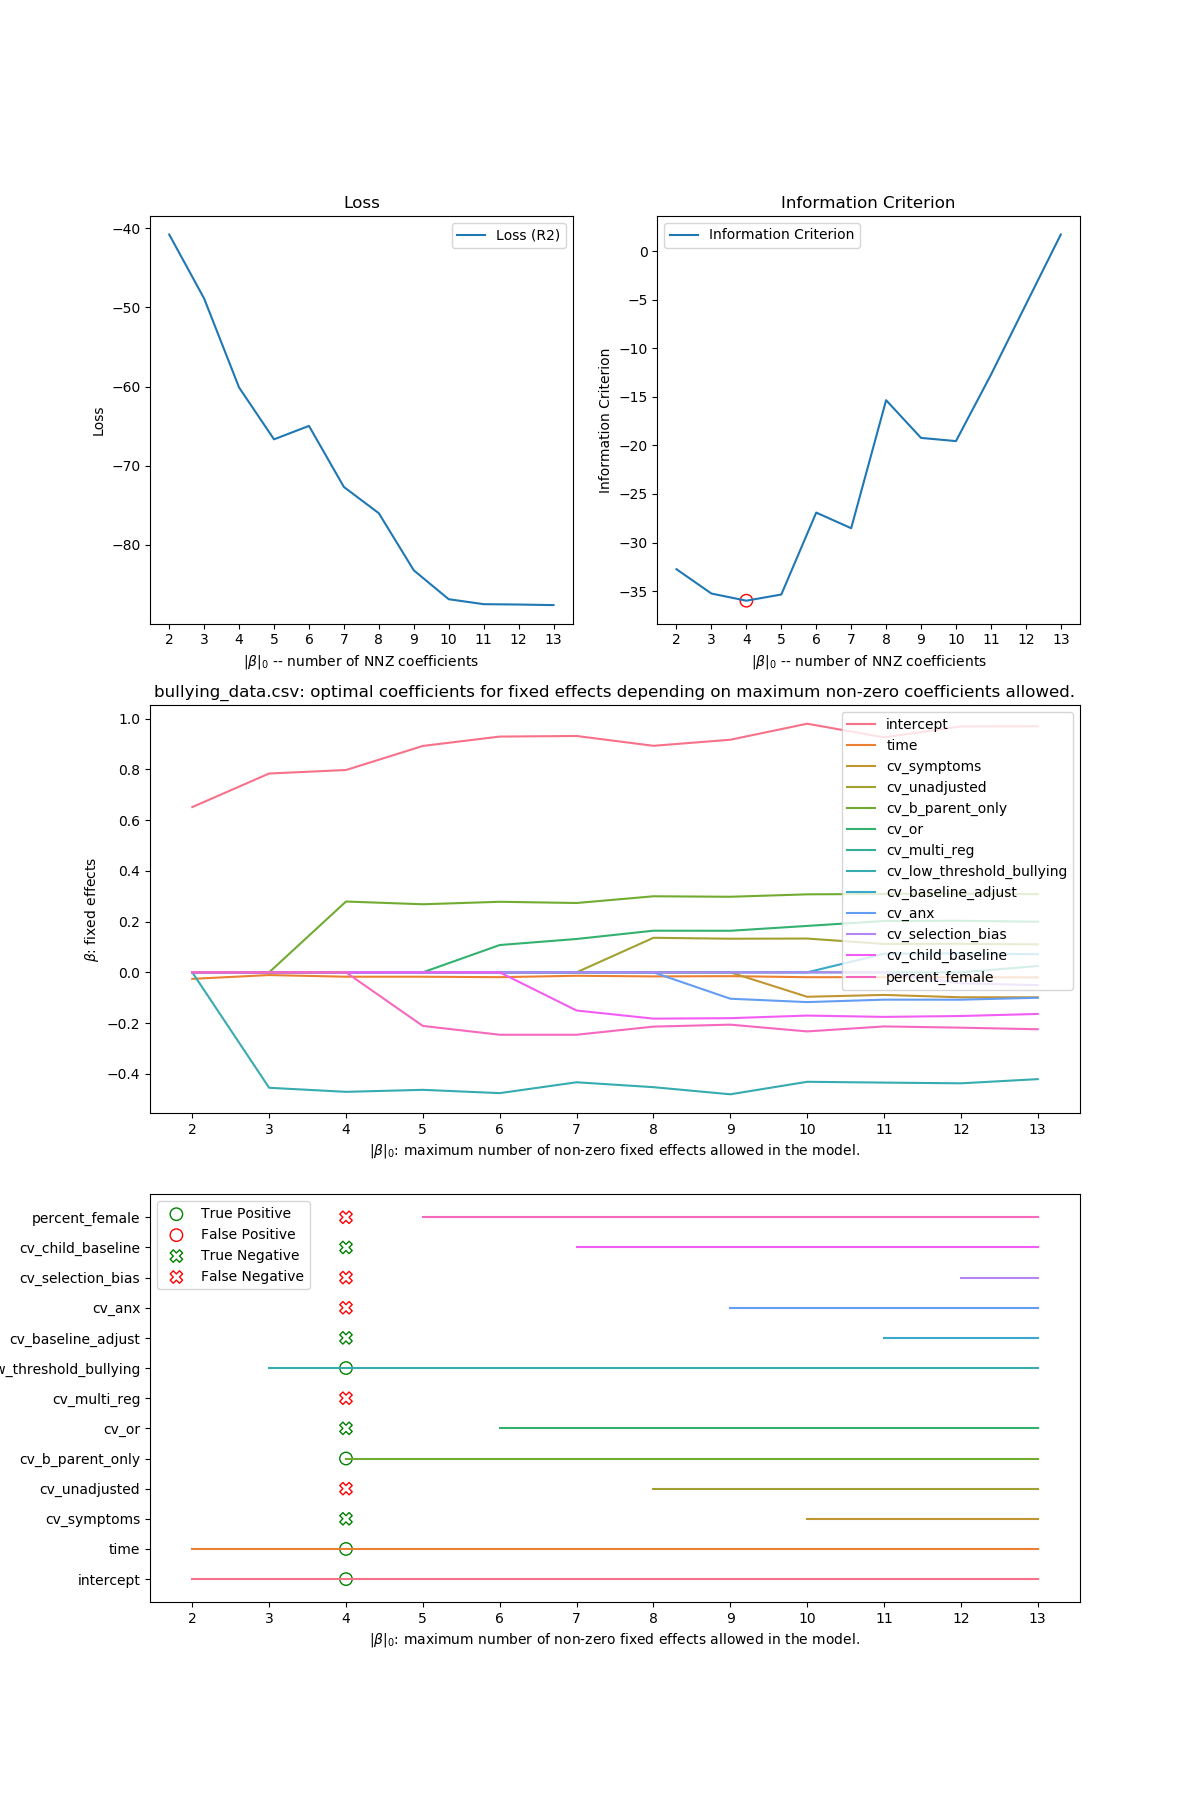 Loss
Information Criterion
−40
−50
−60
−70
−80
Loss
Loss (R2)
2 3 4 5 6 7 8 9 10 11 12 13
|β|₀ -- number of NNZ coefficients
0
−5
−10
−15
−20
−25
−30
−35
Information Criterion
Information Criterion
2 3 4 5 6 7 8 9 10 11 12 13
|β|₀ -- number of NNZ coefficients
bullying_data.csv: optimal coefficients for fixed effects depending on maximum non-zero coefficients allowed.
1.0
0.8
0.6
0.4
0.2
0.0
−0.2
−0.4
β: fixed effects
intercept
time
cv_symptoms
cv_unadjusted
cv_b_parent_only
cv_or
cv_multi_reg
cv_low_threshold_bullying
cv_baseline_adjust
cv_anx
cv_selection_bias
cv_child_baseline
percent_female
2 3 4 5 6 7 8 9 10 11 12 13
|β|₀: maximum number of non-zero fixed effects allowed in the model.
percent_female
cv_child_baseline
cv_selection_bias
cv_anx
cv_baseline_adjust
w_threshold_bullying
cv_multi_reg
cv_or
cv_b_parent_only
cv_unadjusted
cv_symptoms
time
intercept
True Positive
False Positive
True Negative
False Negative
2 3 4 5 6 7 8 9 10 11 12 13
|β|₀: maximum number of non-zero fixed effects allowed in the model.